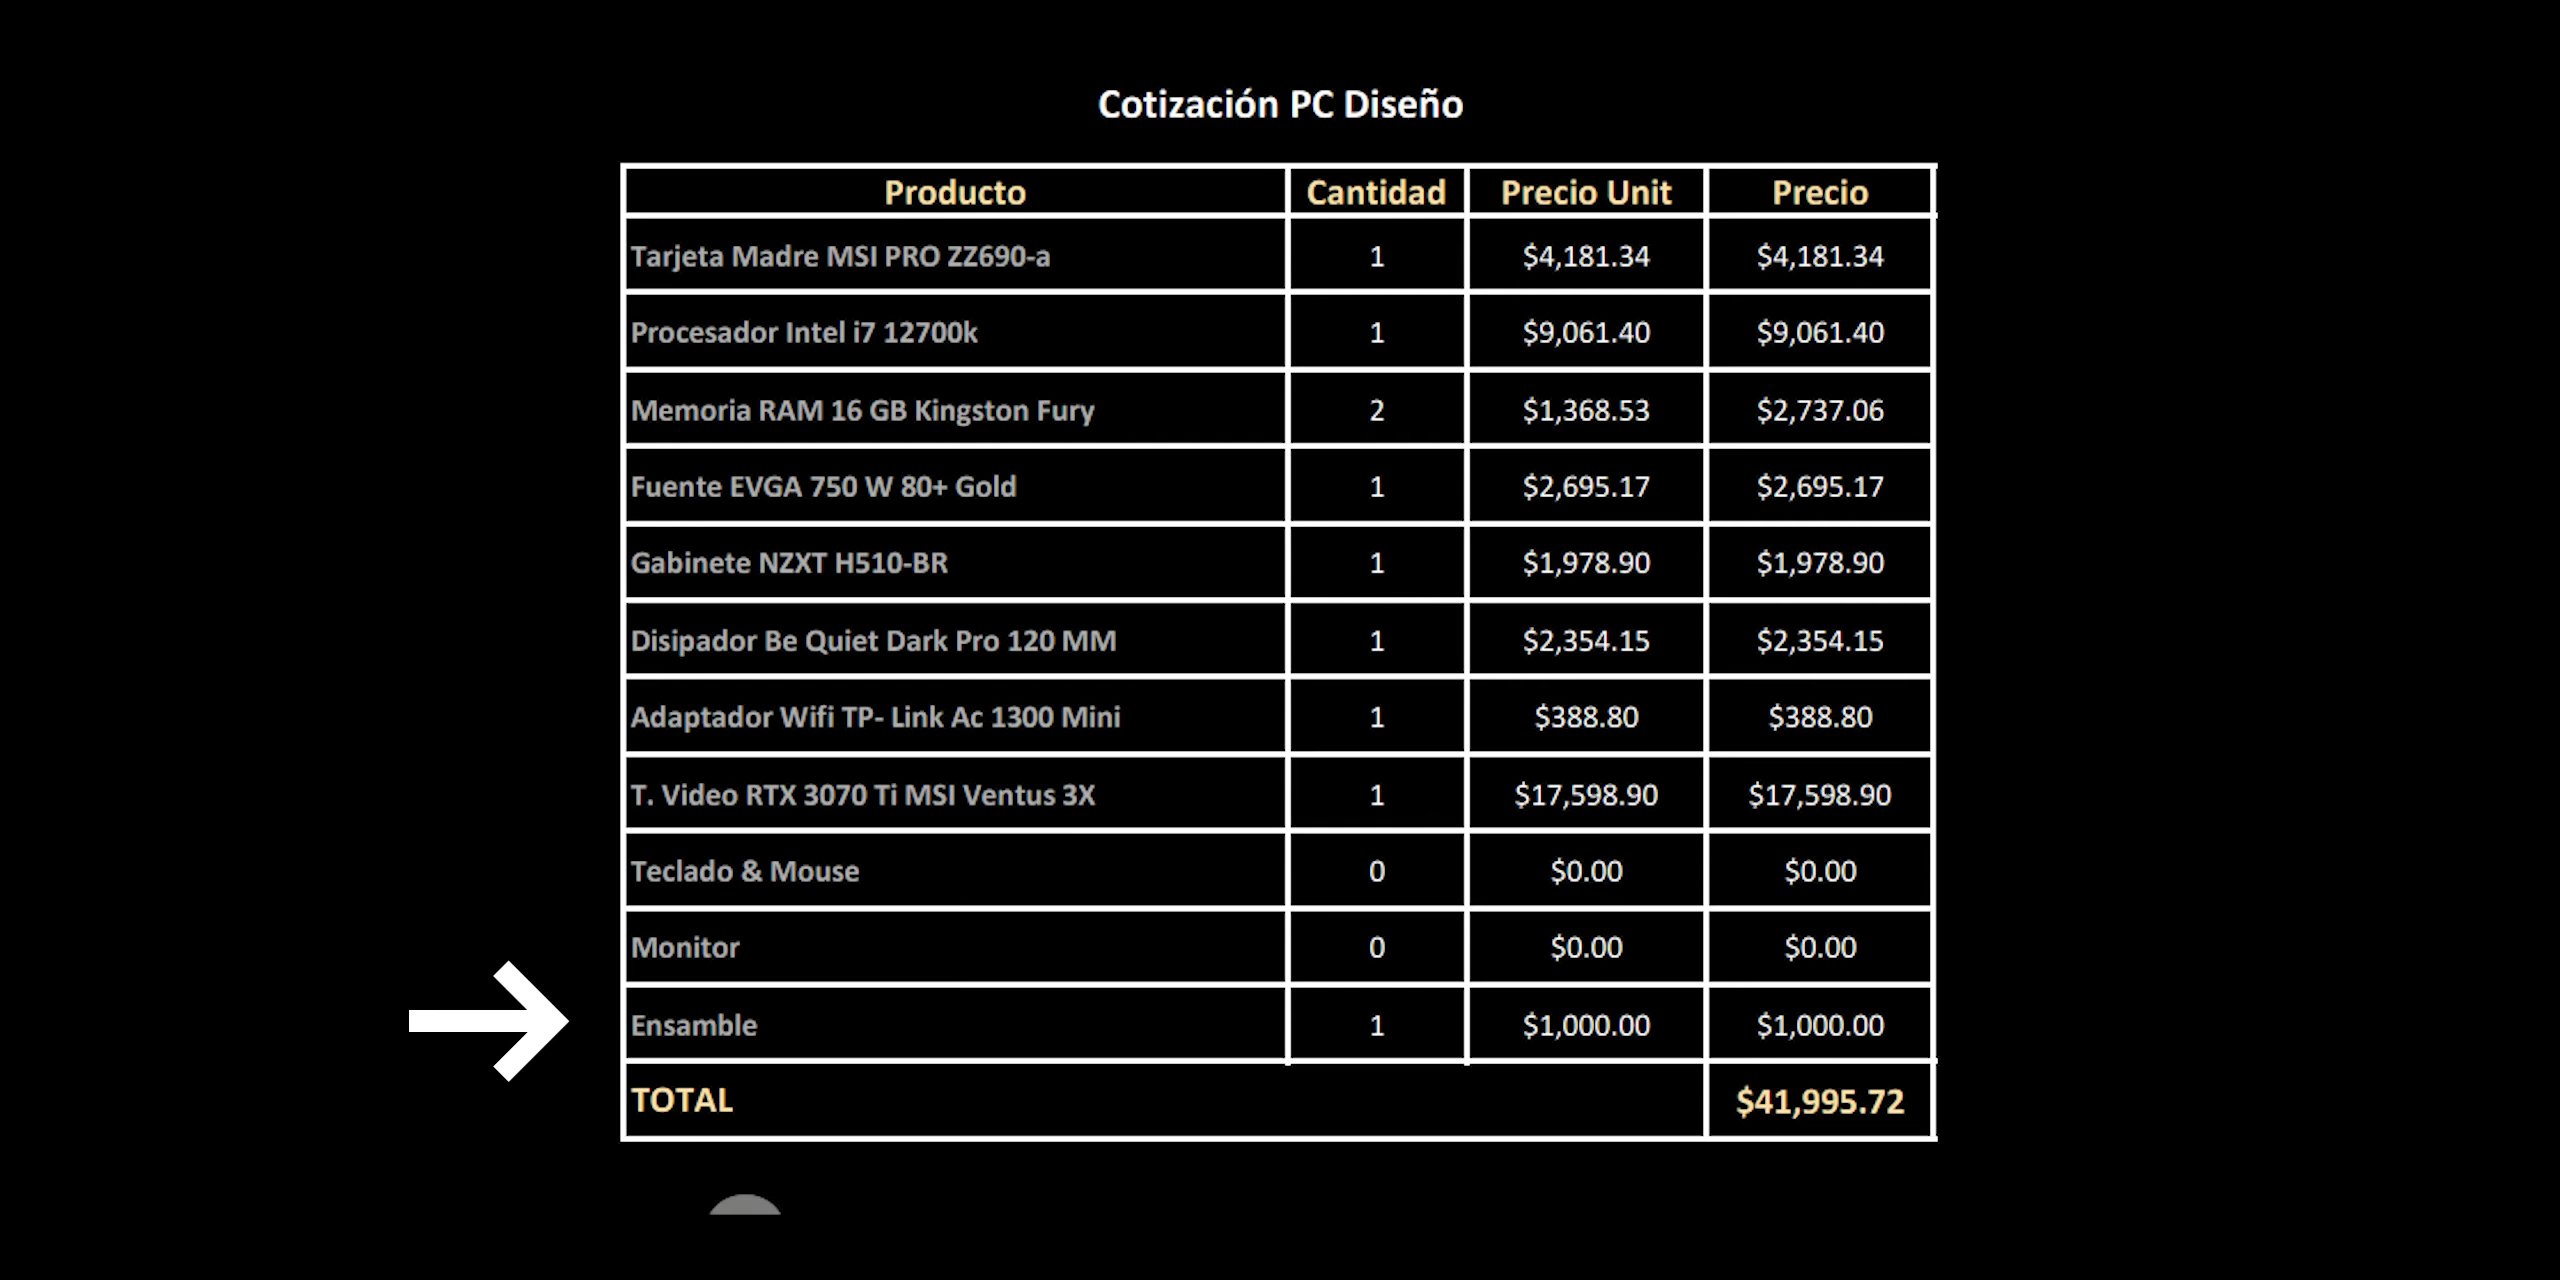 Cotización PC Diseño
Producto Cantidad Precio Unit Precio
Tarjeta Madre MSI PRO ZZ690-a 1 $4,181.34 $4,181.34
Procesador Intel i7 12700k 1 $9,061.40 $9,061.40
Memoria RAM 16 GB Kingston Fury 2 $1,368.53 $2,737.06
Fuente EVGA 750 W 80+ Gold 1 $2,695.17 $2,695.17
Gabinete NZXT H510-BR 1 $1,978.90 $1,978.90
Disipador Be Quiet Dark Pro 120 MM 1 $2,354.15 $2,354.15
Adaptador Wifi TP- Link Ac 1300 Mini 1 $388.80 $388.80
T. Video RTX 3070 Ti MSI Ventus 3X 1 $17,598.90 $17,598.90
Teclado & Mouse 0 $0.00 $0.00
Monitor 0 $0.00 $0.00
Ensamble 1 $1,000.00 $1,000.00
TOTAL $41,995.72